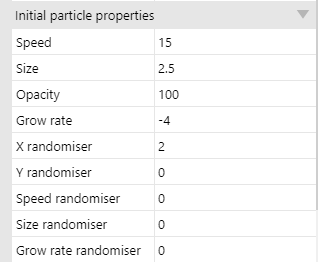 Initial particle properties
Speed 15
Size 2.5
Opacity 100
Grow rate -4
X randomiser 2
Y randomiser 0
Speed randomiser 0
Size randomiser 0
Grow rate randomiser 0